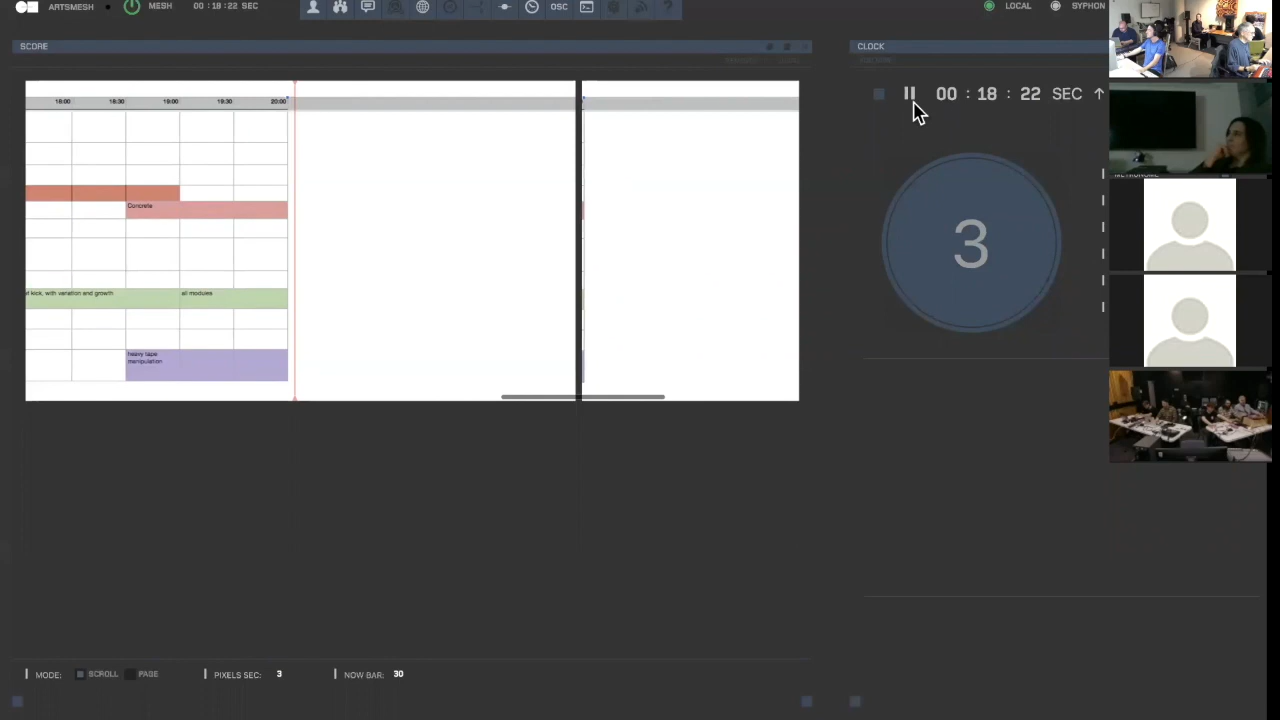 ARTSMESH MESH 00 : 18 : 22 SEC OSC LOCAL SYPHON
SCORE
CLOCK
18:00 18:30 19:00 19:30 20:00
00 : 18 : 22 SEC
METRONOME
Concrete
3
f kick, with variation and growth all modules
heavy tape
manipulation
MODE: SCROLL PAGE PIXELS SEC: 3 NOW BAR: 30